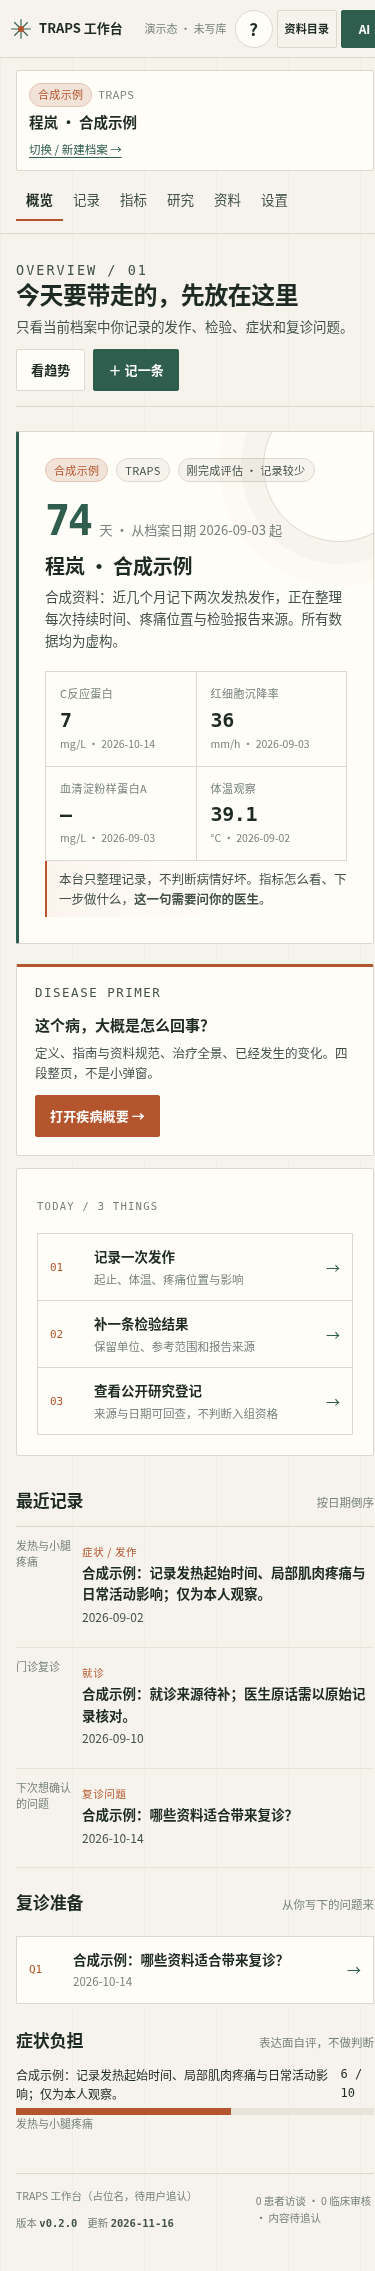 TRAPS 工作台
演示态 · 未写库
?
资料目录
AI
合成示例 TRAPS
程岚 · 合成示例
切换 / 新建档案 →
概览 记录 指标 研究 资料 设置
OVERVIEW / 01
今天要带走的，先放在这里
只看当前档案中你记录的发作、检验、症状和复诊问题。
看趋势
＋ 记一条
合成示例 TRAPS 刚完成评估 · 记录较少
74 天 · 从档案日期 2026-09-03 起
程岚 · 合成示例
合成资料：近几个月记下两次发热发作，正在整理
每次持续时间、疼痛位置与检验报告来源。所有数
据均为虚构。
C反应蛋白
7
mg/L · 2026-10-14
红细胞沉降率
36
mm/h · 2026-09-03
血清淀粉样蛋白A
—
mg/L · 2026-09-03
体温观察
39.1
℃ · 2026-09-02
本台只整理记录，不判断病情好坏。指标怎么看、下
一步做什么，这一句需要问你的医生。
DISEASE PRIMER
这个病，大概是怎么回事？
定义、指南与资料规范、治疗全景、已经发生的变化。四
段整页，不是小弹窗。
打开疾病概要 →
TODAY / 3 THINGS
01
记录一次发作
起止、体温、疼痛位置与影响
→
02
补一条检验结果
保留单位、参考范围和报告来源
→
03
查看公开研究登记
来源与日期可回查，不判断入组资格
→
最近记录
按日期倒序
发热与小腿
疼痛
症状 / 发作
合成示例：记录发热起始时间、局部肌肉疼痛与
日常活动影响；仅为本人观察。
2026-09-02
门诊复诊
就诊
合成示例：就诊来源待补；医生原话需以原始记
录核对。
2026-09-10
下次想确认
的问题
复诊问题
合成示例：哪些资料适合带来复诊？
2026-10-14
复诊准备
从你写下的问题来
Q1
合成示例：哪些资料适合带来复诊？
2026-10-14
→
症状负担
表达面自评，不做判断
合成示例：记录发热起始时间、局部肌肉疼痛与日常活动影
响；仅为本人观察。
6 /
10
发热与小腿疼痛
TRAPS 工作台（占位名，待用户追认）
版本 v0.2.0 更新 2026-11-16
0 患者访谈 · 0 临床审核
· 内容待追认